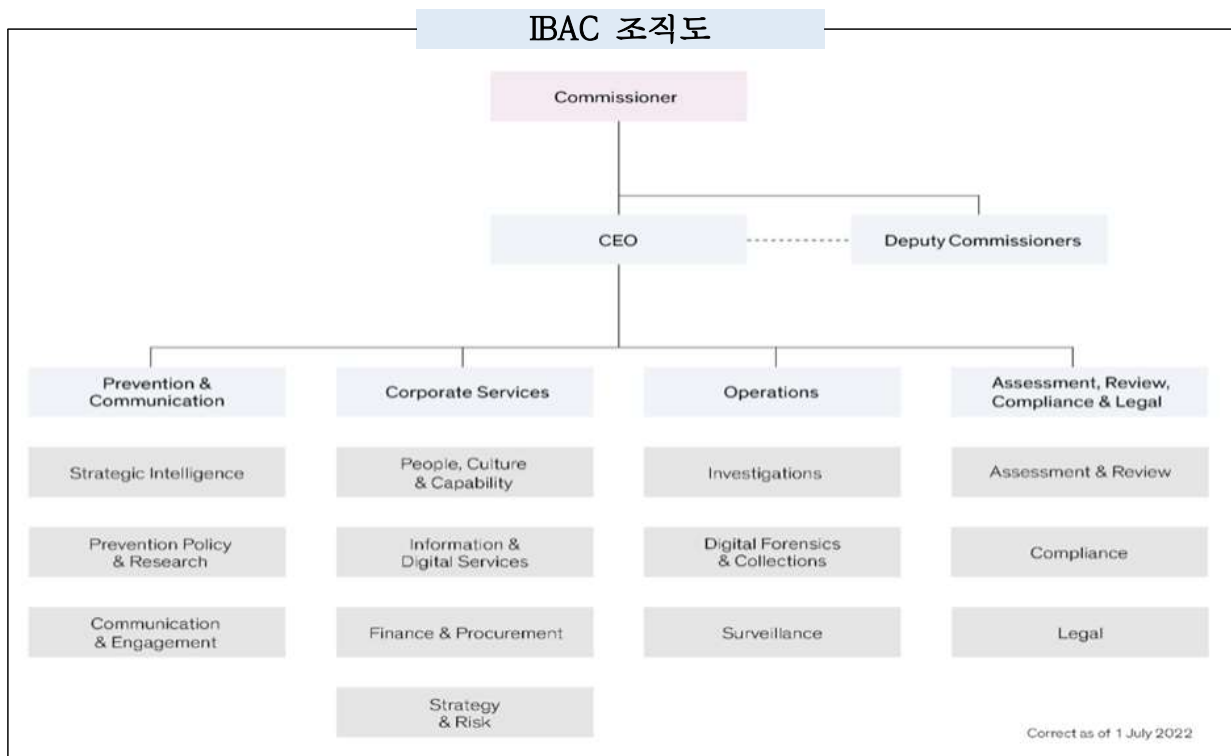 IBAC 조직도
Commissioner
CEO
Deputy Commissioners
Prevention &
Communication
Corporate Services
Operations
Assessment, Review,
Compliance & Legal
Strategic Intelligence
People, Culture
& Capability
Investigations
Assessment & Review
Prevention Policy
& Research
Information &
Digital Services
Digital Forensics
& Collections
Compliance
Communication
& Engagement
Finance & Procurement
Surveillance
Legal
Strategy
& Risk
Correct as of 1 July 2022